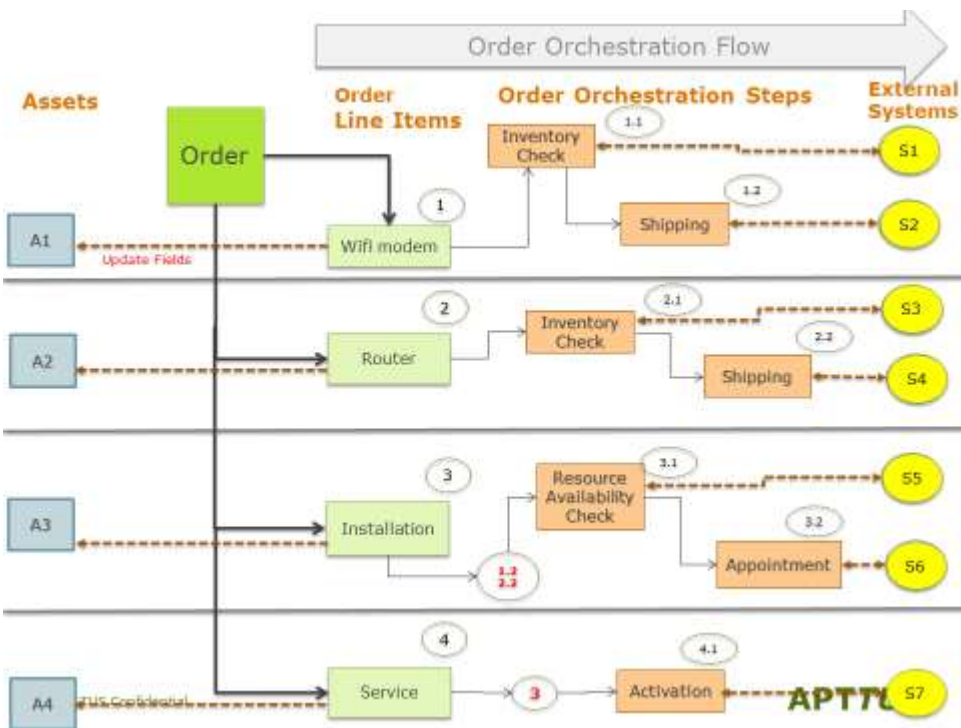 Order Orchestration Flow
Assets
Order
Line Items
Order Orchestration Steps
External
Systems
Order
1.1
Inventory
Check
S1
1
1.2
A1
Update Fields
Wifi modem
Shipping
S2
2
2.1
S3
A2
Router
Inventory
Check
2.2
Shipping
S4
3
3.1
Resource
Availability
Check
S5
A3
Installation
3.2
1.2
2.2
Appointment
S6
4
4.1
A4
TUS Confidential
Service
3
Activation
APTTU
S7